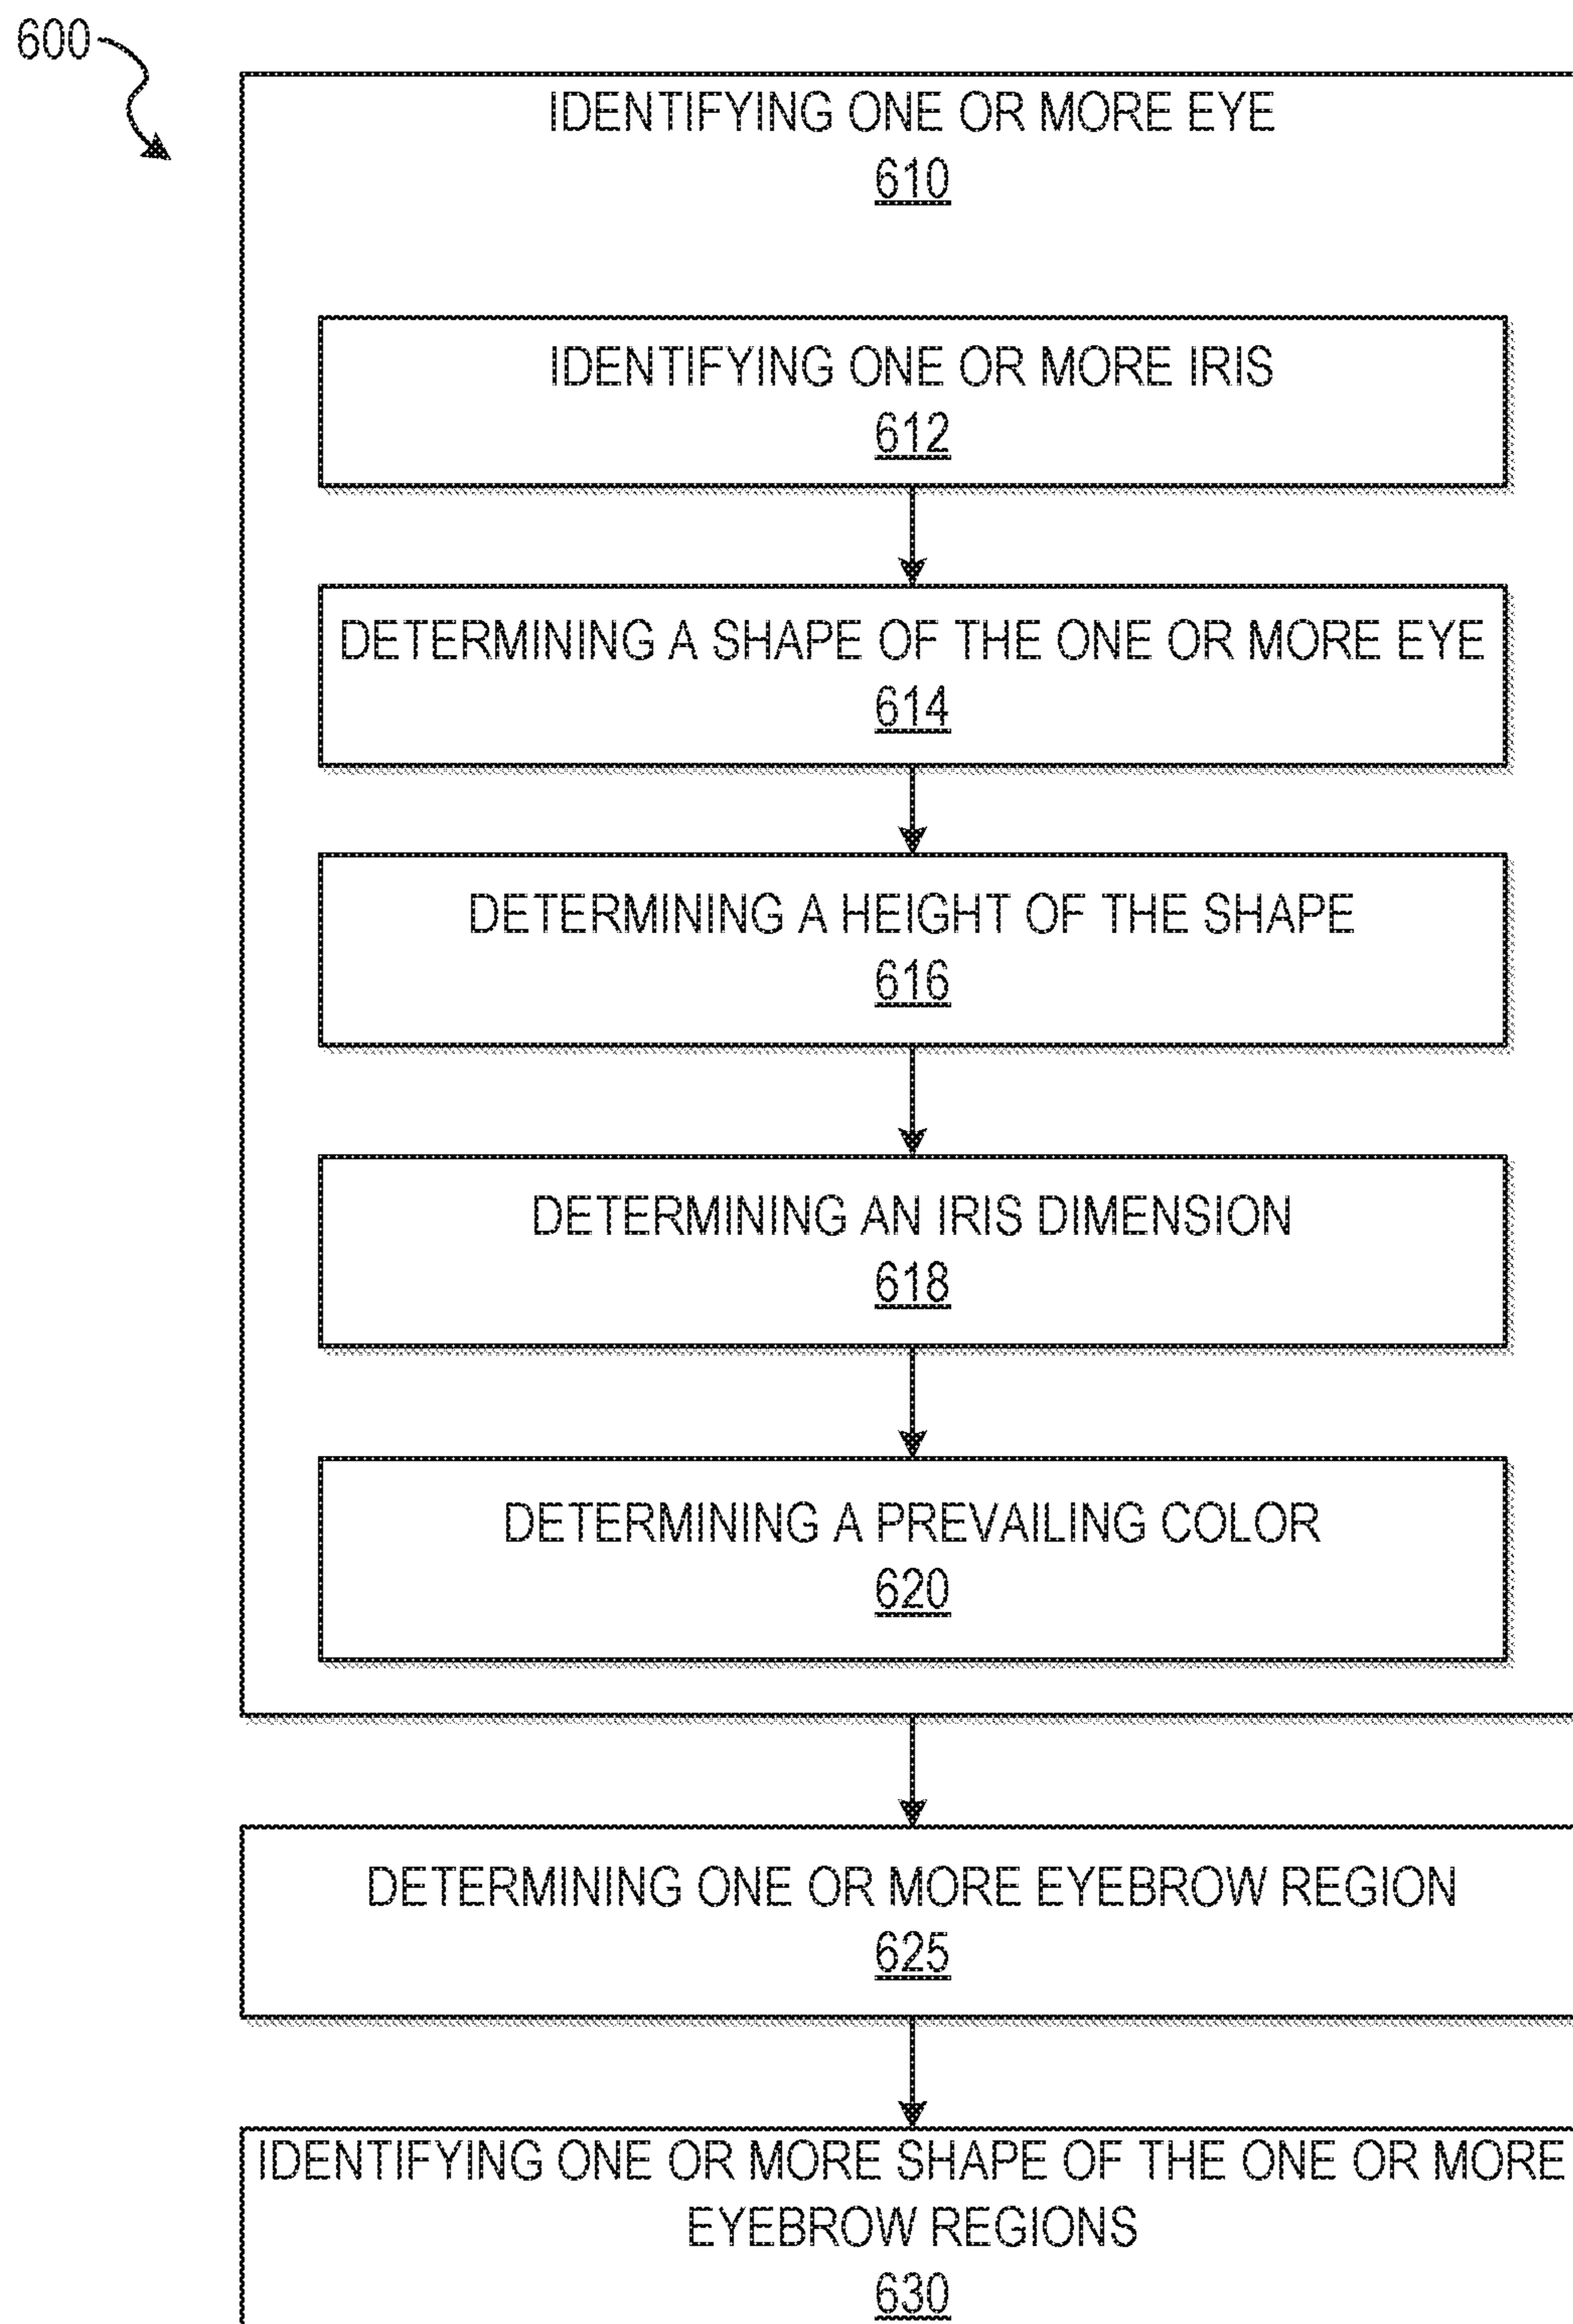 600
IDENTIFYING ONE OR MORE EYE
610
IDENTIFYING ONE OR MORE IRIS
612
DETERMINING A SHAPE OF THE ONE OR MORE EYE
614
DETERMINING A HEIGHT OF THE SHAPE
616
DETERMINING AN IRIS DIMENSION
618
DETERMINING A PREVAILING COLOR
620
DETERMINING ONE OR MORE EYEBROW REGION
625
IDENTIFYING ONE OR MORE SHAPE OF THE ONE OR MORE
EYEBROW REGIONS
630